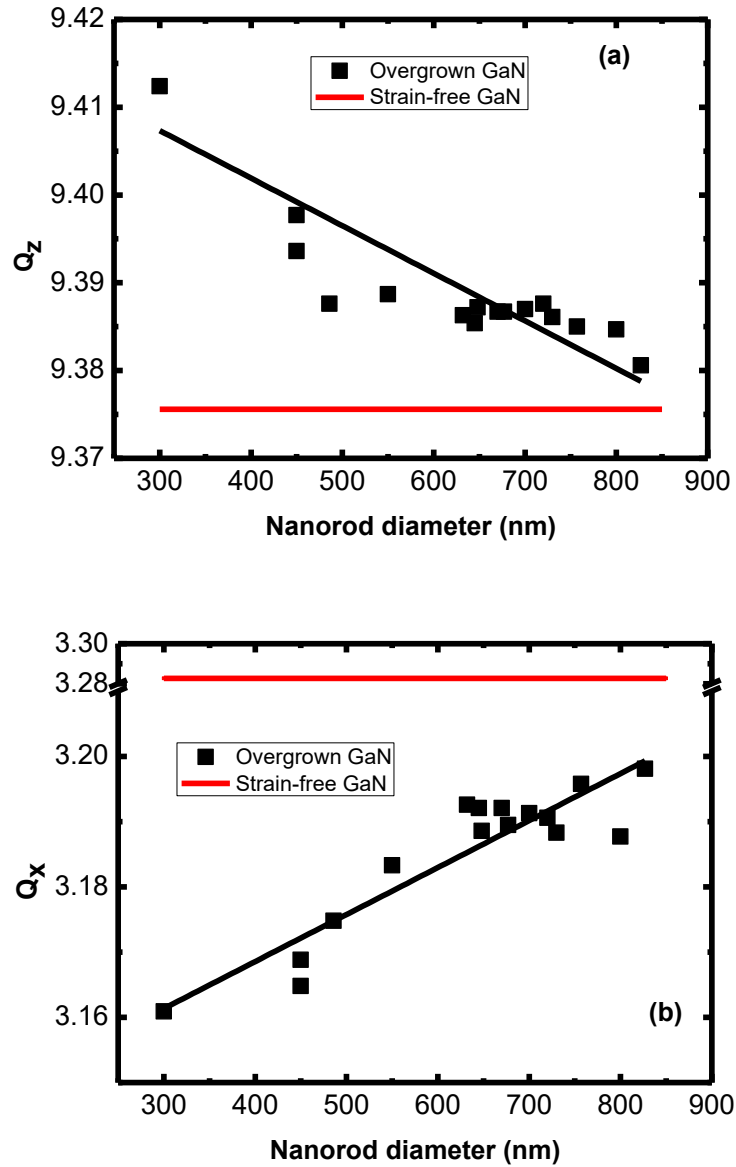 9.42
(a)
Overgrown GaN
Strain-free GaN
9.41
9.40
Qz
9.39
9.38
9.37
300 400 500 600 700 800 900
Nanorod diameter (nm)
3.30
3.28
Overgrown GaN
Strain-free GaN
3.20
Qx
3.18
3.16
(b)
300 400 500 600 700 800 900
Nanorod diameter (nm)